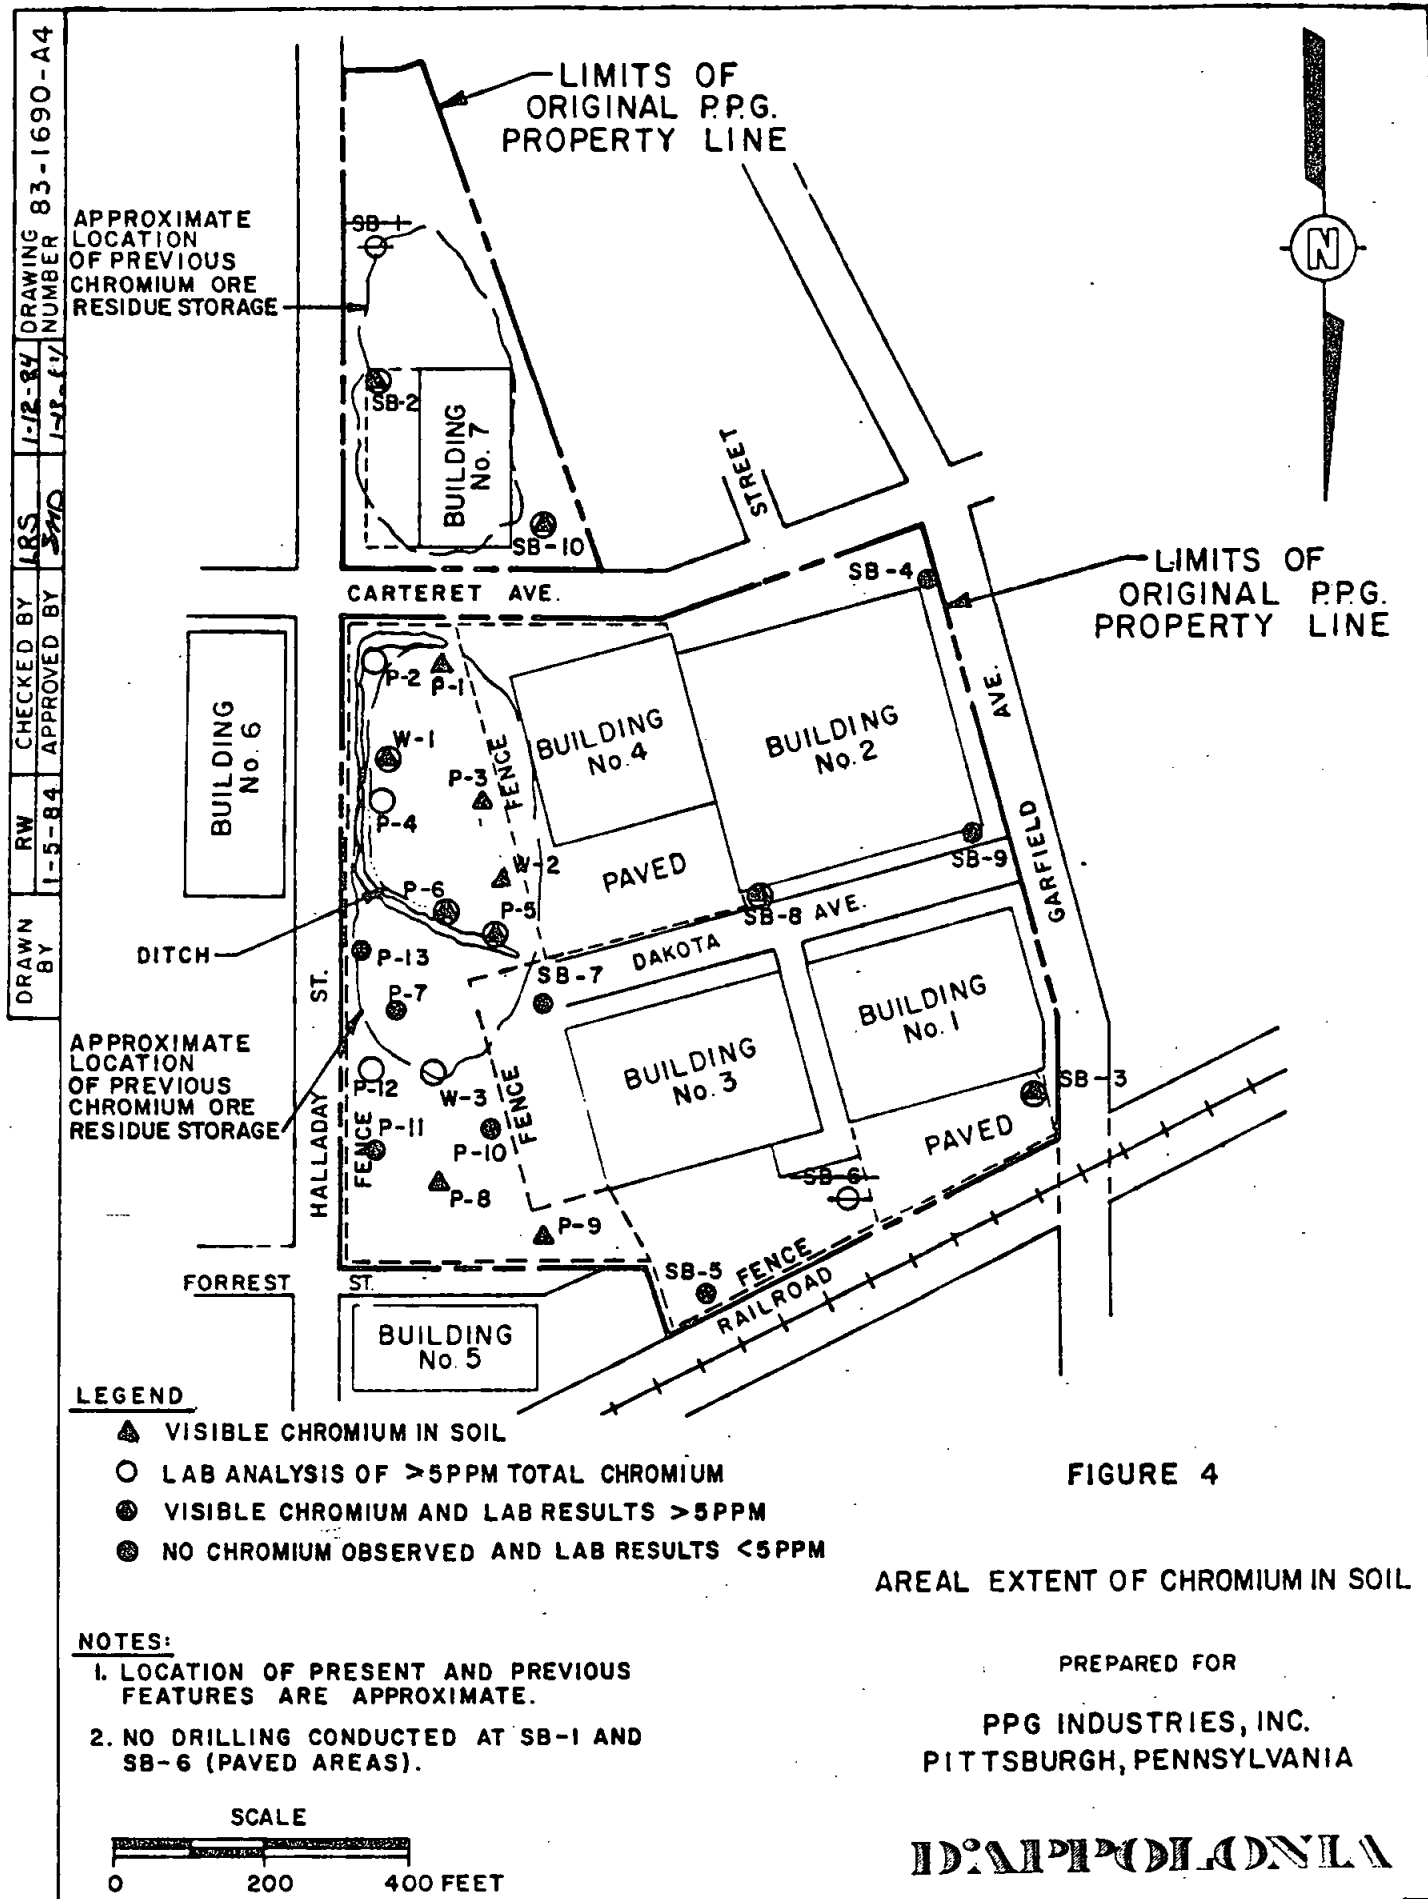 DRAWING NUMBER 83-1690-A4
CHECKED BY LRS 1-12-84
APPROVED BY
DRAWN BY RW 1-5-84
LIMITS OF
ORIGINAL P.P.G.
PROPERTY LINE
APPROXIMATE
LOCATION
OF PREVIOUS
CHROMIUM ORE
RESIDUE STORAGE
SB-1
N
SB-2
BUILDING
No. 7
SB-10
STREET
CARTERET AVE.
SB-4
LIMITS OF
ORIGINAL P.P.G.
PROPERTY LINE
BUILDING
No. 6
P-2
P-1
W-1
P-3
FENCE
P-4
BUILDING
No. 4
BUILDING
No. 2
AVE.
GARFIELD
W-2
PAVED
SB-9
P-6
P-5
SB-8
AVE.
DAKOTA
DITCH
P-13
SB-7
P-7
ST.
HALLADAY
BUILDING
No. 1
APPROXIMATE
LOCATION
OF PREVIOUS
CHROMIUM ORE
RESIDUE STORAGE
P-12
W-3
FENCE
BUILDING
No. 3
SB-3
P-11
FENCE
P-10
PAVED
P-8
SB-6
P-9
FORREST ST.
SB-5
FENCE
RAILROAD
BUILDING
No. 5
LEGEND
VISIBLE CHROMIUM IN SOIL
LAB ANALYSIS OF >5PPM TOTAL CHROMIUM
VISIBLE CHROMIUM AND LAB RESULTS >5PPM
NO CHROMIUM OBSERVED AND LAB RESULTS <5PPM
FIGURE 4
AREAL EXTENT OF CHROMIUM IN SOIL
NOTES:
1. LOCATION OF PRESENT AND PREVIOUS
FEATURES ARE APPROXIMATE.
2. NO DRILLING CONDUCTED AT SB-1 AND
SB-6 (PAVED AREAS).
PREPARED FOR
PPG INDUSTRIES, INC.
PITTSBURGH, PENNSYLVANIA
SCALE
0 200 400 FEET
D'APPOLONIA